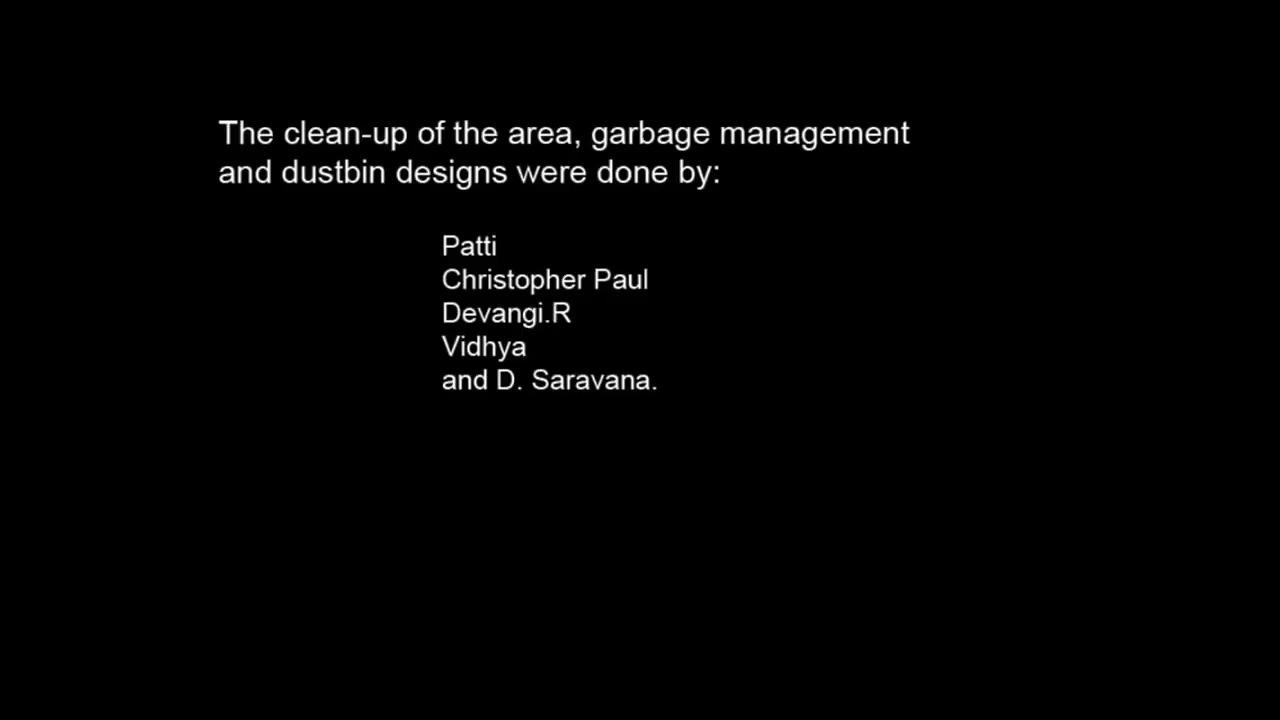 The clean-up of the area, garbage management
and dustbin designs were done by:
Patti
Christopher Paul
Devangi.R
Vidhya
and D. Saravana.